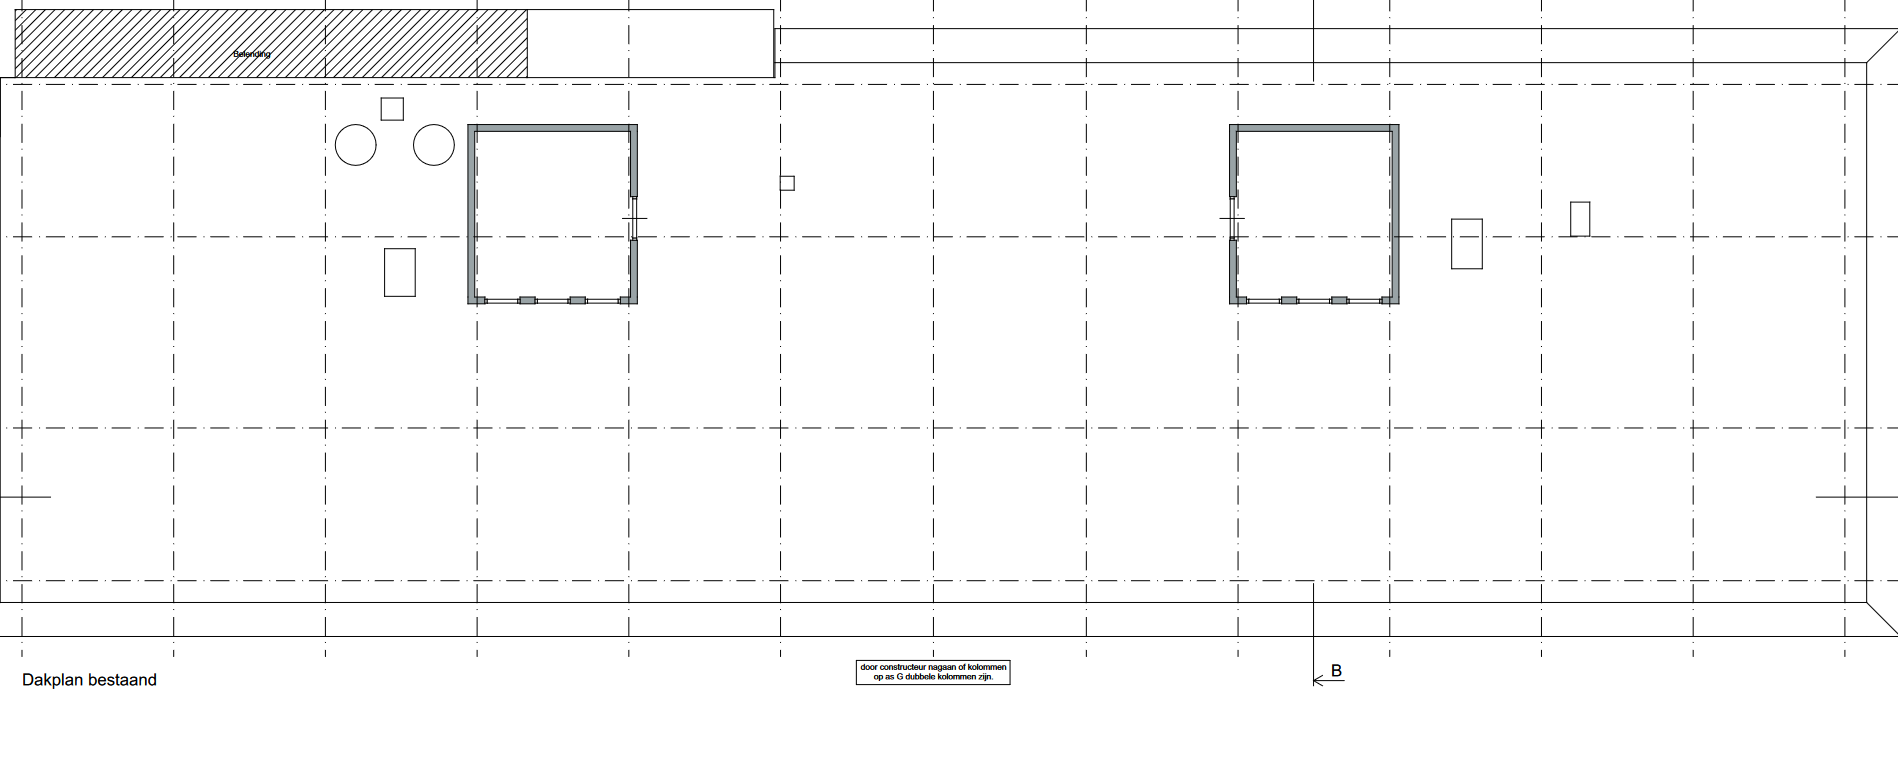 Belending
Dakplan bestaand
door constructeur nagaan of kolommen
op as G dubbele kolommen zijn.
B